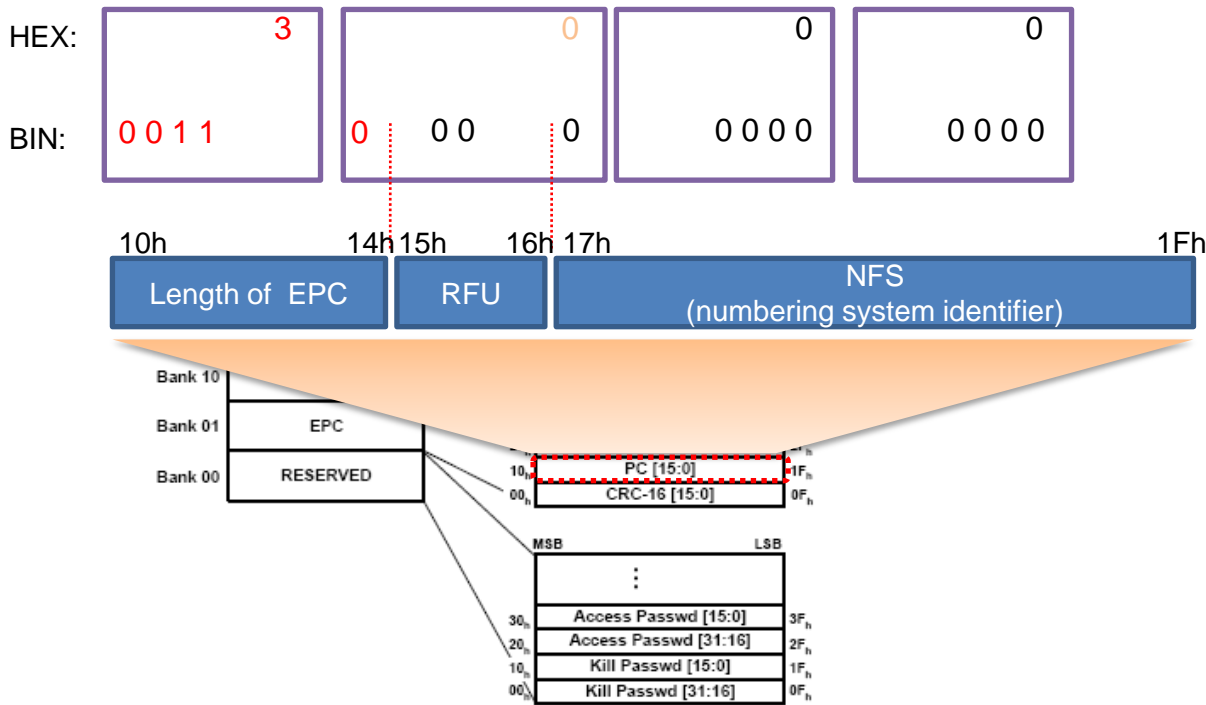 HEX: 3 0 0 0
BIN: 0 0 1 1 0 0 0 0 0 0 0 0 0 0 0 0
10h 14h 15h 16h 17h 1Fh
Length of EPC RFU NFS
(numbering system identifier)
Bank 10
Bank 01 EPC
Bank 00 RESERVED
10h PC [15:0] 1Fh
00h CRC-16 [15:0] 0Fh
MSB LSB
⋮
30h Access Passwd [15:0] 3Fh
20h Access Passwd [31:16] 2Fh
10h Kill Passwd [15:0] 1Fh
00h Kill Passwd [31:16] 0Fh